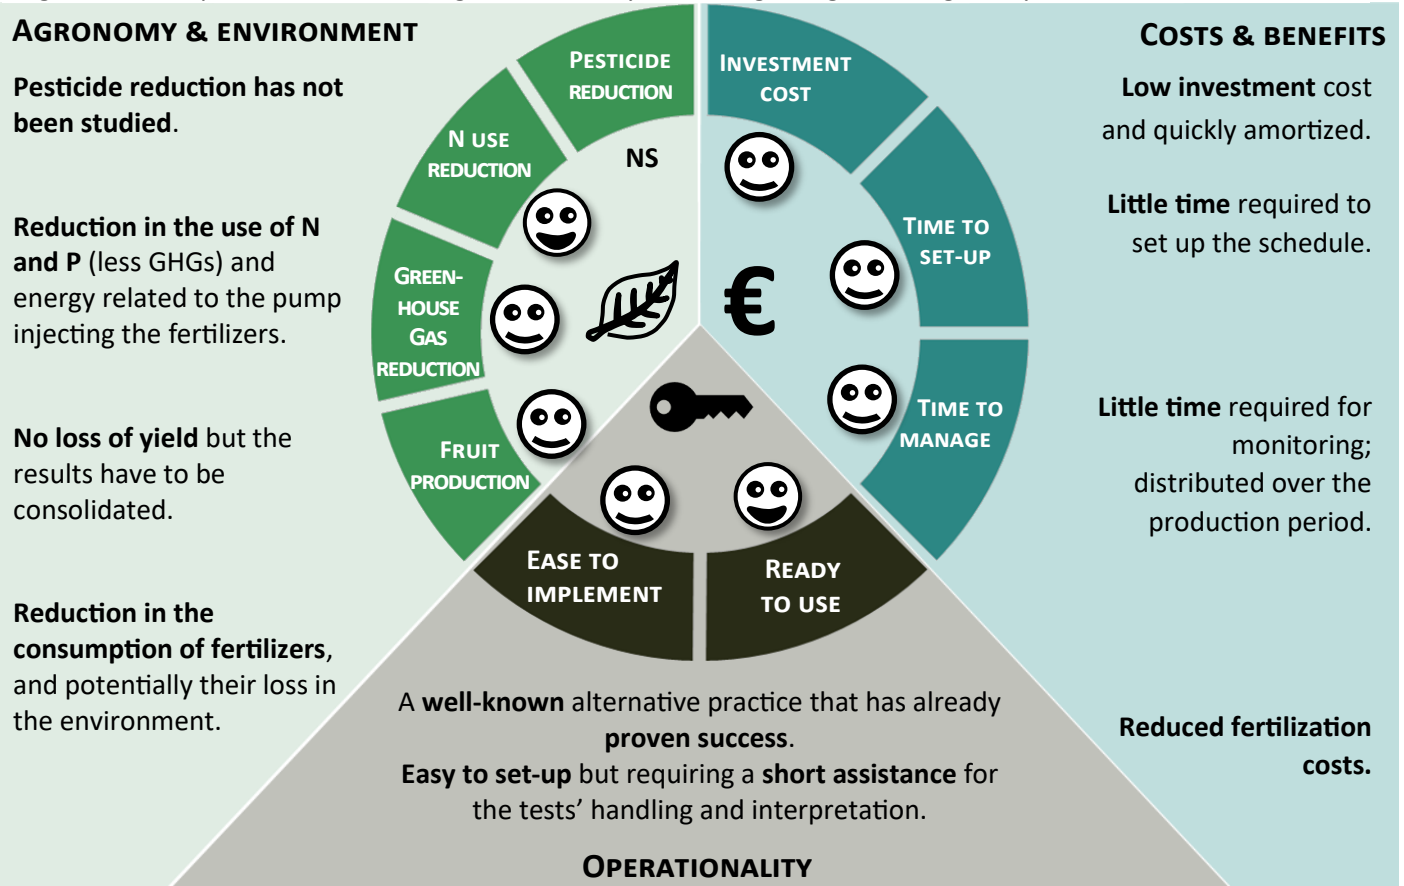 AGRONOMY & ENVIRONMENT
Pesticide reduction has not
been studied.
Reduction in the use of N
and P (less GHGs) and
energy related to the pump
injecting the fertilizers.
No loss of yield but the
results have to be
consolidated.
Reduction in the
consumption of fertilizers,
and potentially their loss in
the environment.
PESTICIDE
REDUCTION
N USE
REDUCTION
GREEN-
HOUSE
GAS
REDUCTION
FRUIT
PRODUCTION
NS
€
INVESTMENT
COST
TIME TO
SET-UP
TIME TO
MANAGE
EASE TO
IMPLEMENT
READY
TO USE
COSTS & BENEFITS
Low investment cost
and quickly amortized.
Little time required to
set up the schedule.
Little time required for
monitoring;
distributed over the
production period.
Reduced fertilization
costs.
A well-known alternative practice that has already
proven success.
Easy to set-up but requiring a short assistance for
the tests’ handling and interpretation.
OPERATIONALITY